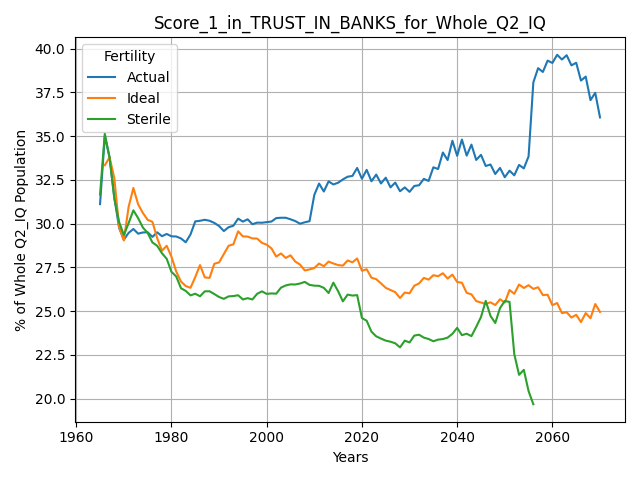 Score_1_in_TRUST_IN_BANKS_for_Whole_Q2_IQ
% of Whole Q2_IQ Population
40.0
37.5
35.0
32.5
30.0
27.5
25.0
22.5
20.0
Fertility
Actual
Ideal
Sterile
1960
1980
2000
2020
2040
2060
Years